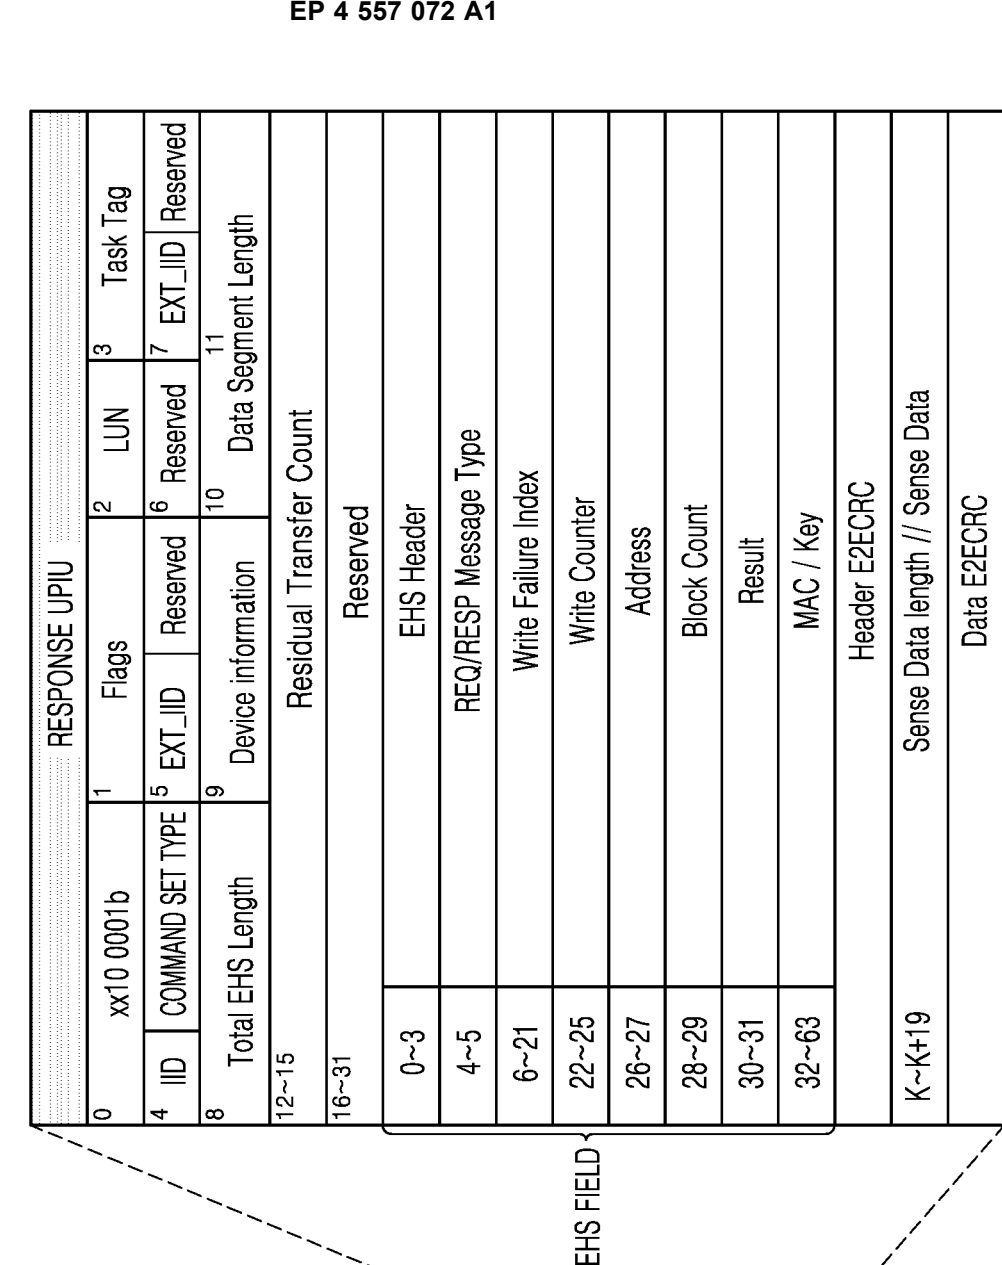 EP 4 557 072 A1
RESPONSE UPIU
0 xx10 0001b 1 Flags 2 LUN 3 Task Tag
4 IID COMMAND SET TYPE 5 EXT_IID Reserved 6 Reserved 7 EXT_IID Reserved
8 Total EHS Length 9 Device information 10 11 Data Segment Length
12~15 Residual Transfer Count
16~31 Reserved
0~3 EHS Header
4~5 REQ/RESP Message Type
6~21 Write Failure Index
22~25 Write Counter
26~27 Address
28~29 Block Count
30~31 Result
32~63 MAC / Key
Header E2ECRC
K~K+19 Sense Data length // Sense Data
Data E2ECRC
EHS FIELD